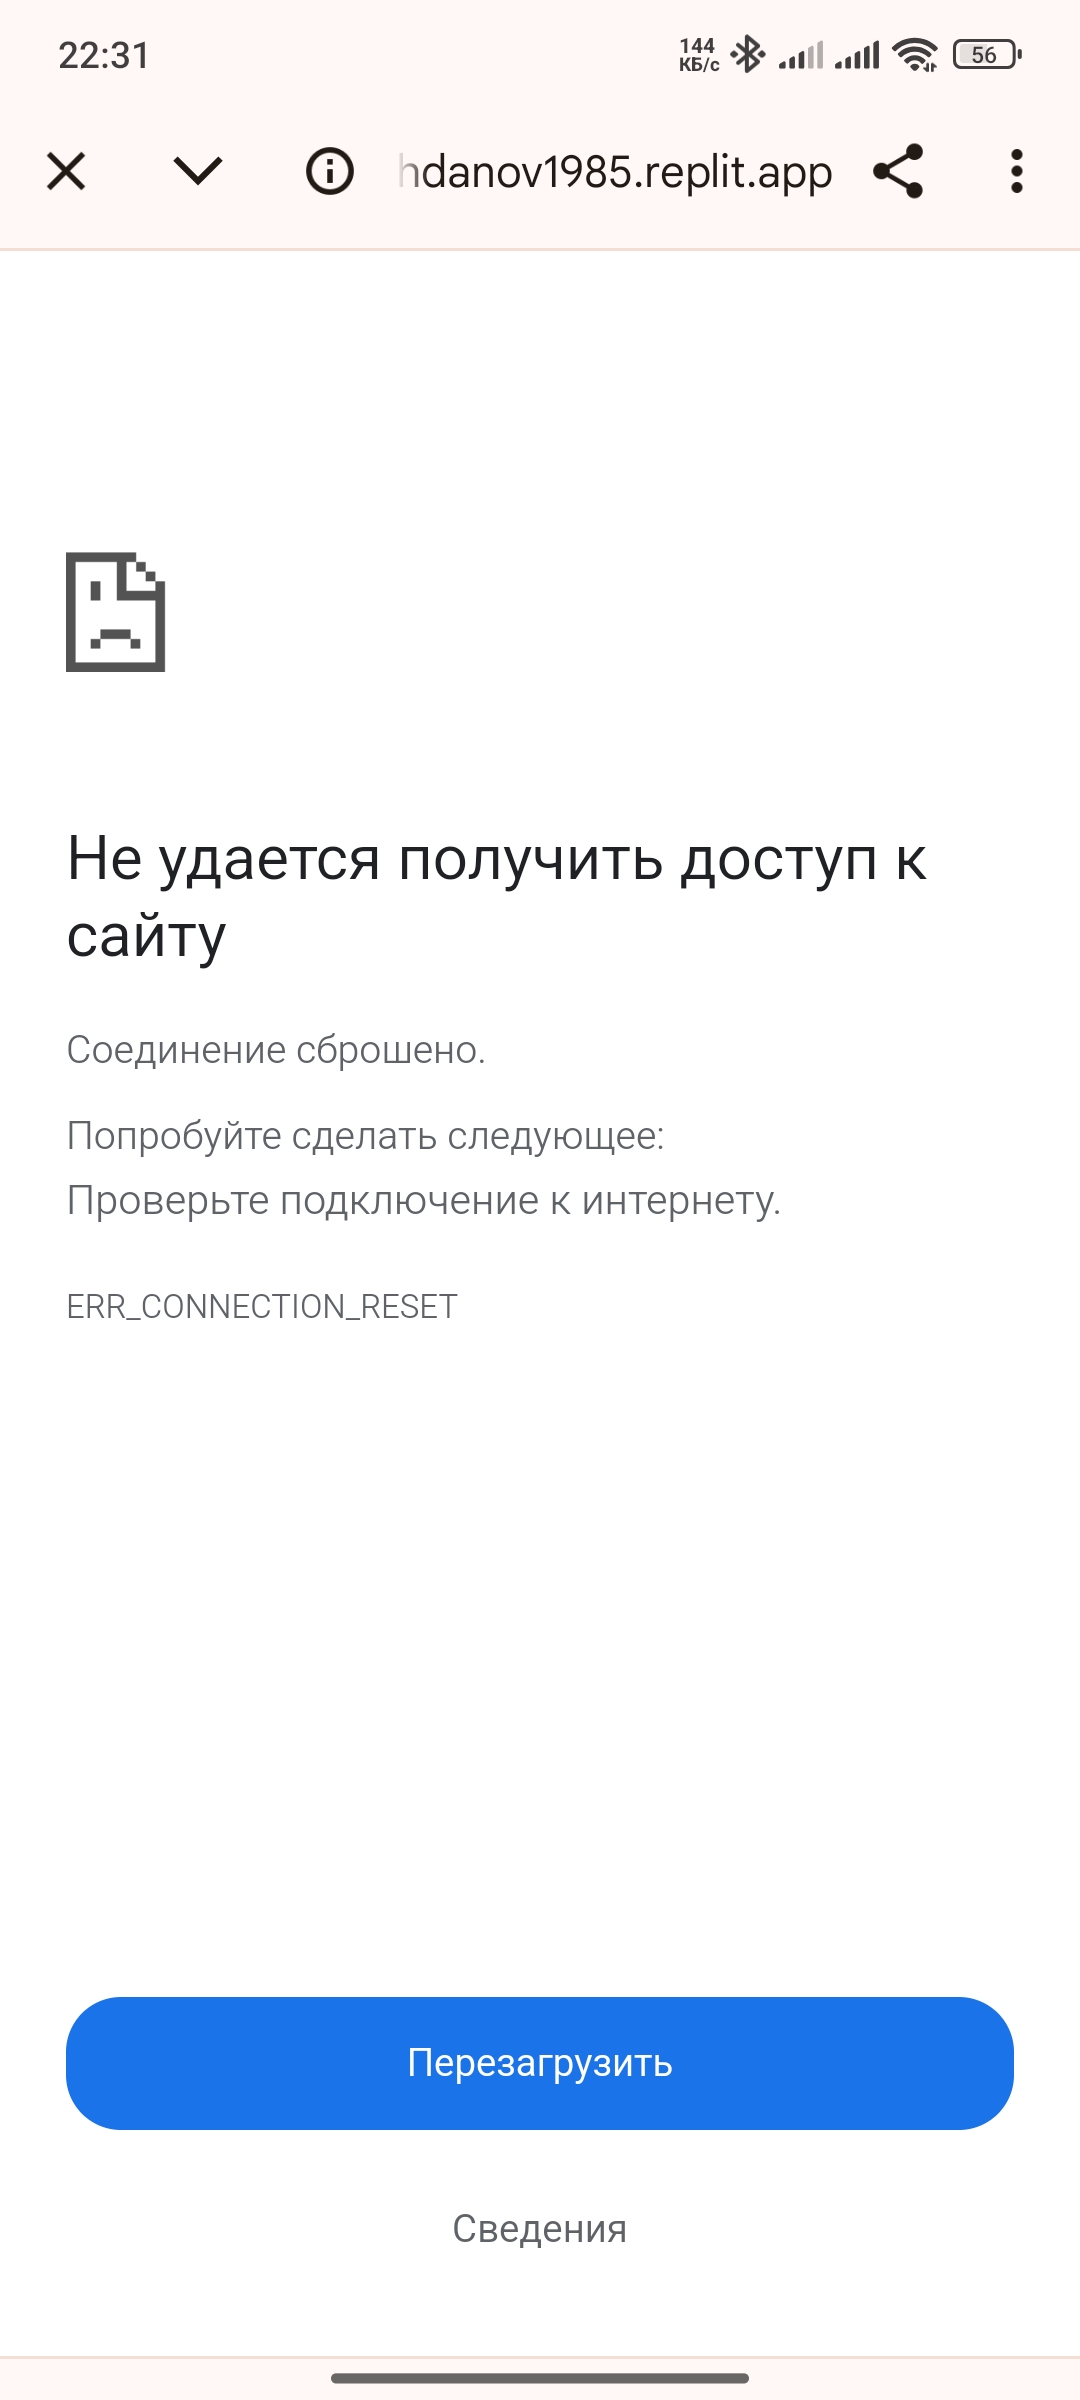 22:31
144
КБ/с
56
hdanov1985.replit.app
Не удается получить доступ к
сайту
Соединение сброшено.
Попробуйте сделать следующее:
Проверьте подключение к интернету.
ERR_CONNECTION_RESET
Перезагрузить
Сведения